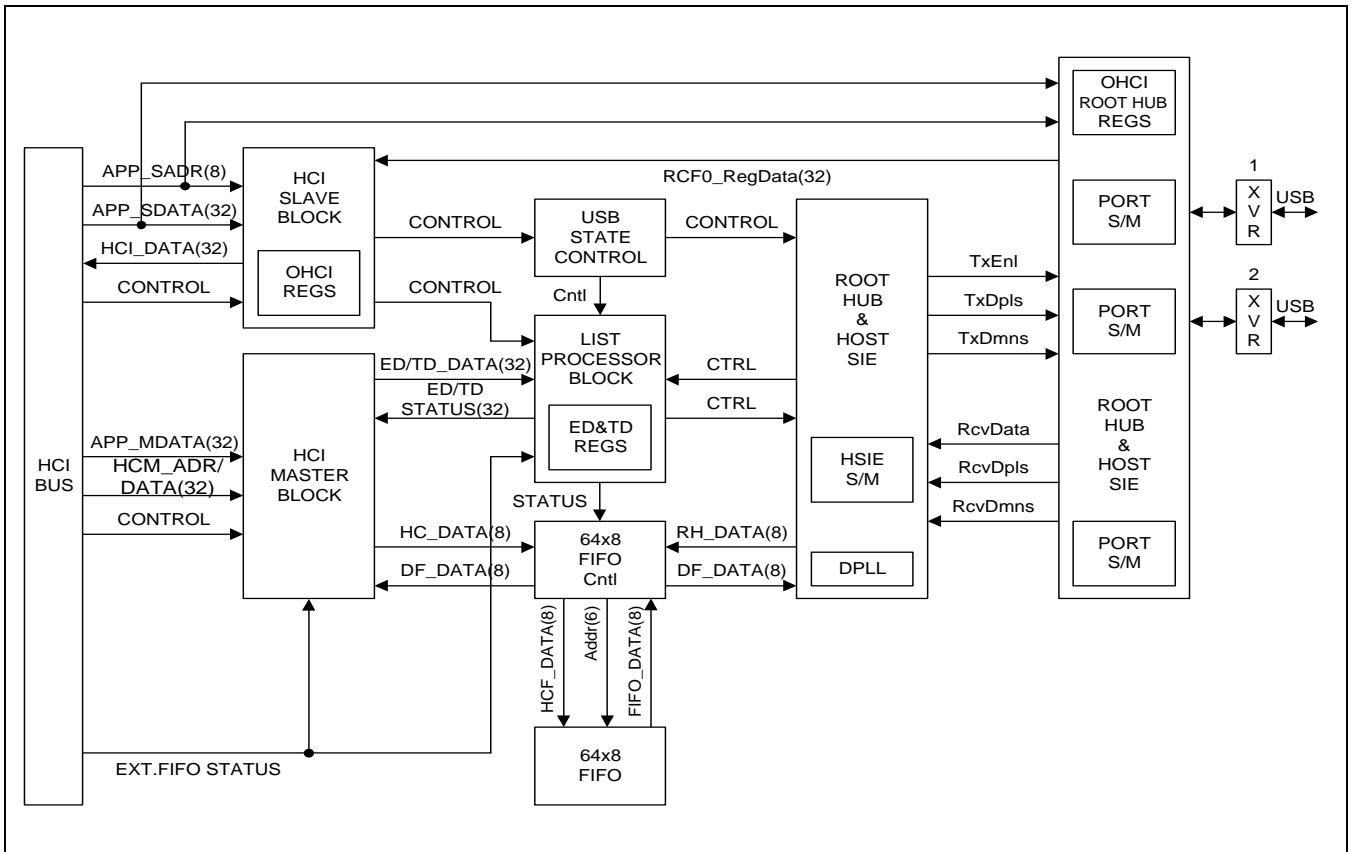 HCI
BUS
APP_SADR(8)
APP_SDATA(32)
HCI_DATA(32)
CONTROL
APP_MDATA(32)
HCM_ADR/
DATA(32)
CONTROL
EXT.FIFO STATUS
HCI
SLAVE
BLOCK
OHCI
REGS
HCI
MASTER
BLOCK
CONTROL
CONTROL
ED/TD_DATA(32)
ED/TD
STATUS(32)
HC_DATA(8)
DF_DATA(8)
USB
STATE
CONTROL
Cntl
LIST
PROCESSOR
BLOCK
ED&TD
REGS
STATUS
64x8
FIFO
Cntl
HCF_DATA(8)
Addr(6)
FIFO_DATA(8)
64x8
FIFO
RCF0_RegData(32)
CONTROL
CTRL
CTRL
RH_DATA(8)
DF_DATA(8)
ROOT
HUB
&
HOST
SIE
HSIE
S/M
DPLL
TxEnl
TxDpls
TxDmns
RcvData
RcvDpls
RcvDmns
OHCI
ROOT HUB
REGS
PORT
S/M
PORT
S/M
ROOT
HUB
&
HOST
SIE
PORT
S/M
1
X
V
R
USB
2
X
V
R
USB